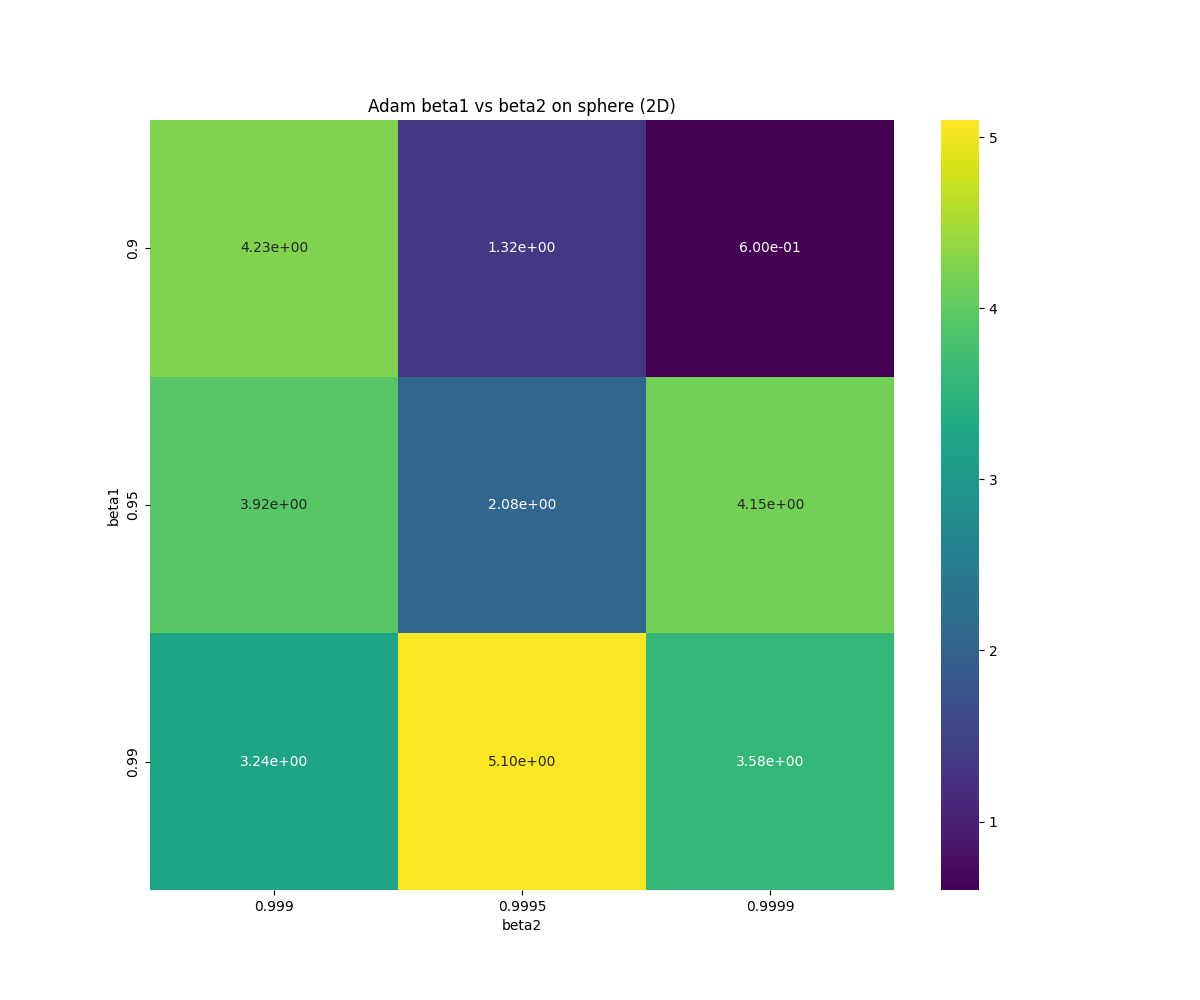 Adam beta1 vs beta2 on sphere (2D)
5
4
3
2
1
0.9
4.23e+00 1.32e+00 6.00e-01
beta1
0.95
3.92e+00 2.08e+00 4.15e+00
0.99
3.24e+00 5.10e+00 3.58e+00
0.999 0.9995 0.9999
beta2